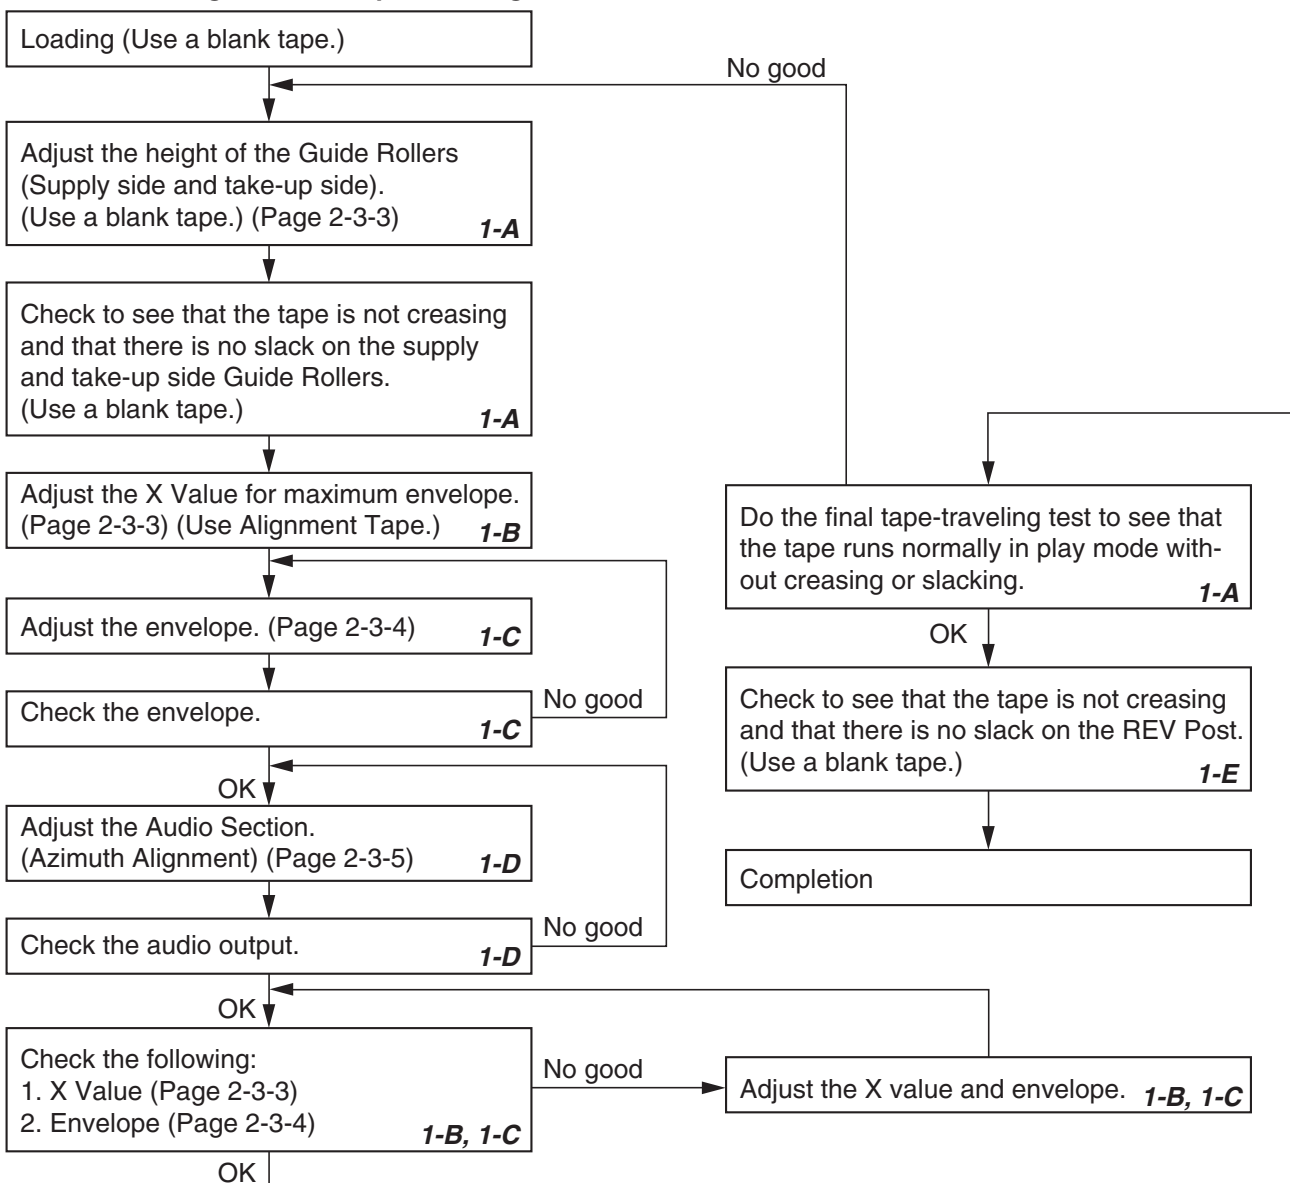 Loading (Use a blank tape.)
No good
Adjust the height of the Guide Rollers
(Supply side and take-up side).
(Use a blank tape.) (Page 2-3-3)
1-A
Check to see that the tape is not creasing
and that there is no slack on the supply
and take-up side Guide Rollers.
(Use a blank tape.)
1-A
Adjust the X Value for maximum envelope.
(Page 2-3-3) (Use Alignment Tape.)
1-B
Adjust the envelope. (Page 2-3-4)
1-C
Check the envelope.
1-C
No good
OK
Adjust the Audio Section.
(Azimuth Alignment) (Page 2-3-5)
1-D
Check the audio output.
1-D
No good
OK
Check the following:
1. X Value (Page 2-3-3)
2. Envelope (Page 2-3-4)
1-B, 1-C
No good
Adjust the X value and envelope.
1-B, 1-C
OK
Do the final tape-traveling test to see that
the tape runs normally in play mode with-
out creasing or slacking.
1-A
OK
Check to see that the tape is not creasing
and that there is no slack on the REV Post.
(Use a blank tape.)
1-E
Completion